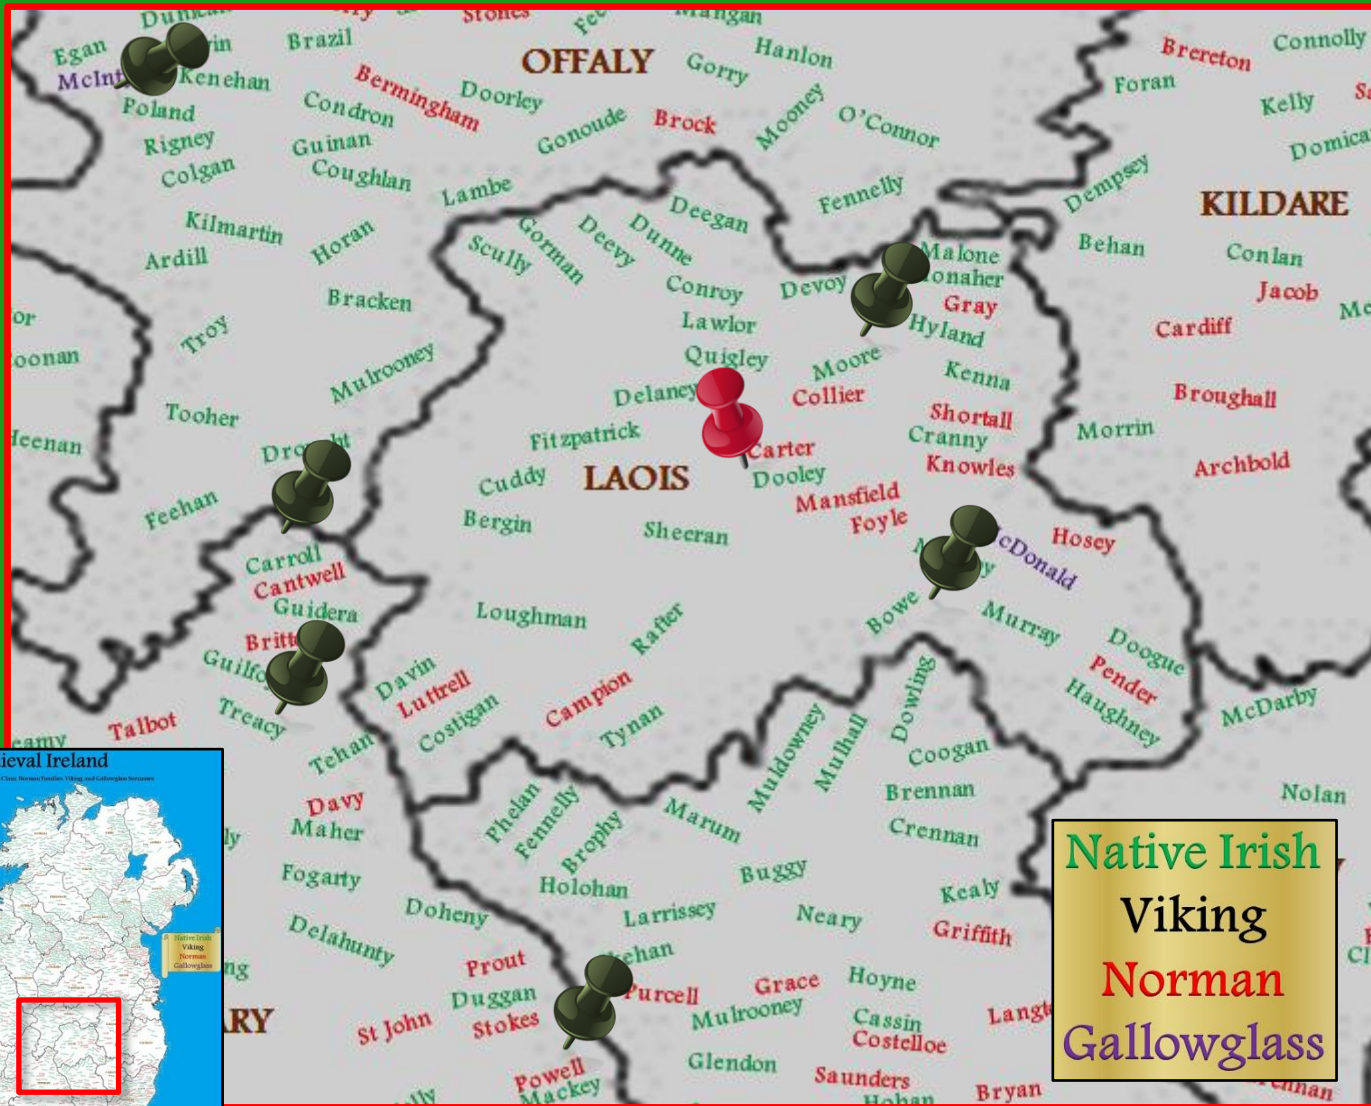 Stones
Mangan
Egan
Brazil
OFFALY
Gorry
Hanlon
Brereton
Connolly
Kenehan
Bermingham
Doorley
Foran
Kelly
Poland
Condron
Gonoude
Brock
Mooney
O'Connor
Rigney
Guinan
Colgan
Coughlan
Lambe
Fennelly
Dempsey
KILDARE
Kilmartin
Horan
Scully
Gorman
Deevy
Dunne
Deegan
Malone
Behan
Conlan
Ardill
Conroy
Devoy
Gray
Jacob
Bracken
Troy
Lawlor
Hyland
Cardiff
Mulrooney
Quigley
Moore
Kenna
Delaney
Collier
Broughall
Tooher
Shortall
Fitzpatrick
Carter
Cranny
Morrin
Cuddy
LAOIS
Dooley
Knowles
Archbold
Feehan
Mansfield
Bergin
Sheeran
Foyle
Hosey
Carroll
Cantwell
Guidera
Loughman
Rafter
Bowe
Murray
Doogue
Davin
Luttrell
Campion
Dowling
Pender
Treacy
Costigan
Tynan
Haughney
McDarby
Talbot
Tehan
Muldowney
Mulhall
Coogan
Davy
Phelan
Fennelly
Brophy
Marum
Brennan
Nolan
Maher
Crennan
Fogarty
Holohan
Buggy
Kealy
Doheny
Larrissey
Neary
Griffith
Delahunty
Prout
Purcell
Grace
Hoyne
Duggan
Mulrooney
St John
Stokes
Cassin
Costelloe
Glendon
Powell
Mackey
Saunders
Bryan
Native Irish
Viking
Norman
Gallowglass
Native Irish
Viking
Norman
Gallowglass